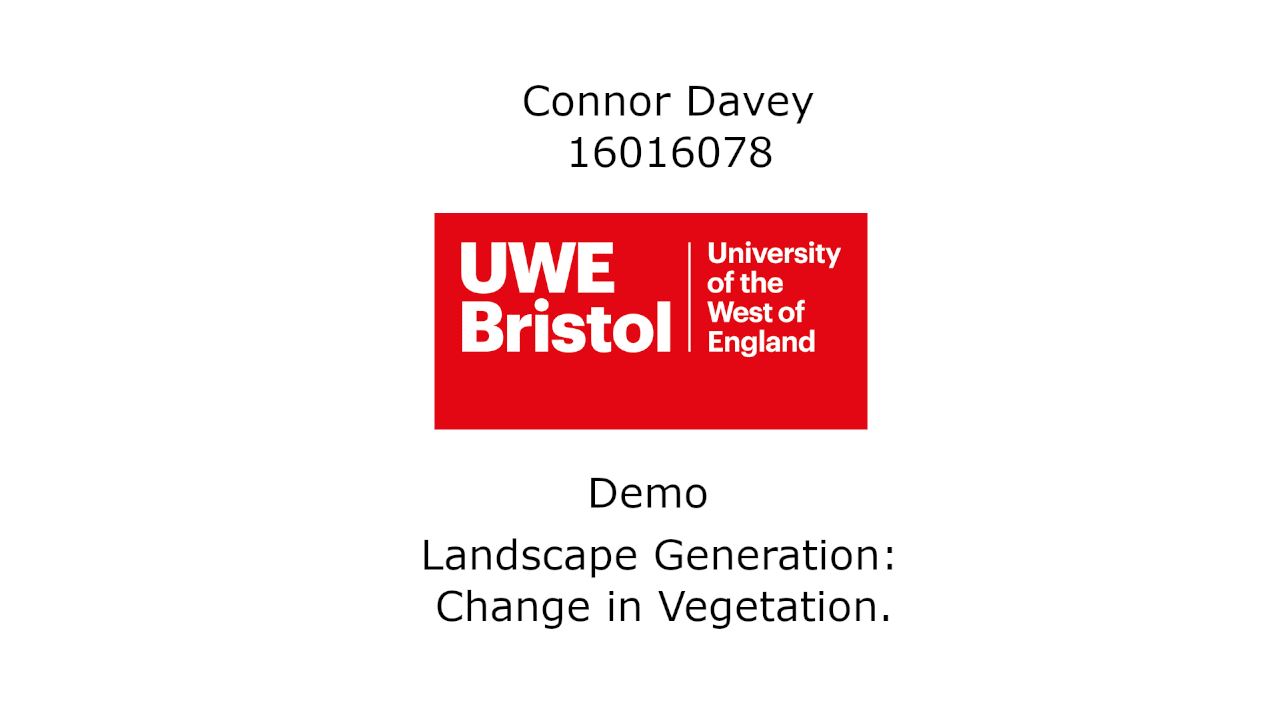 Connor Davey
16016078
UWE
Bristol
University
of the
West of
England
Demo
Landscape Generation:
Change in Vegetation.